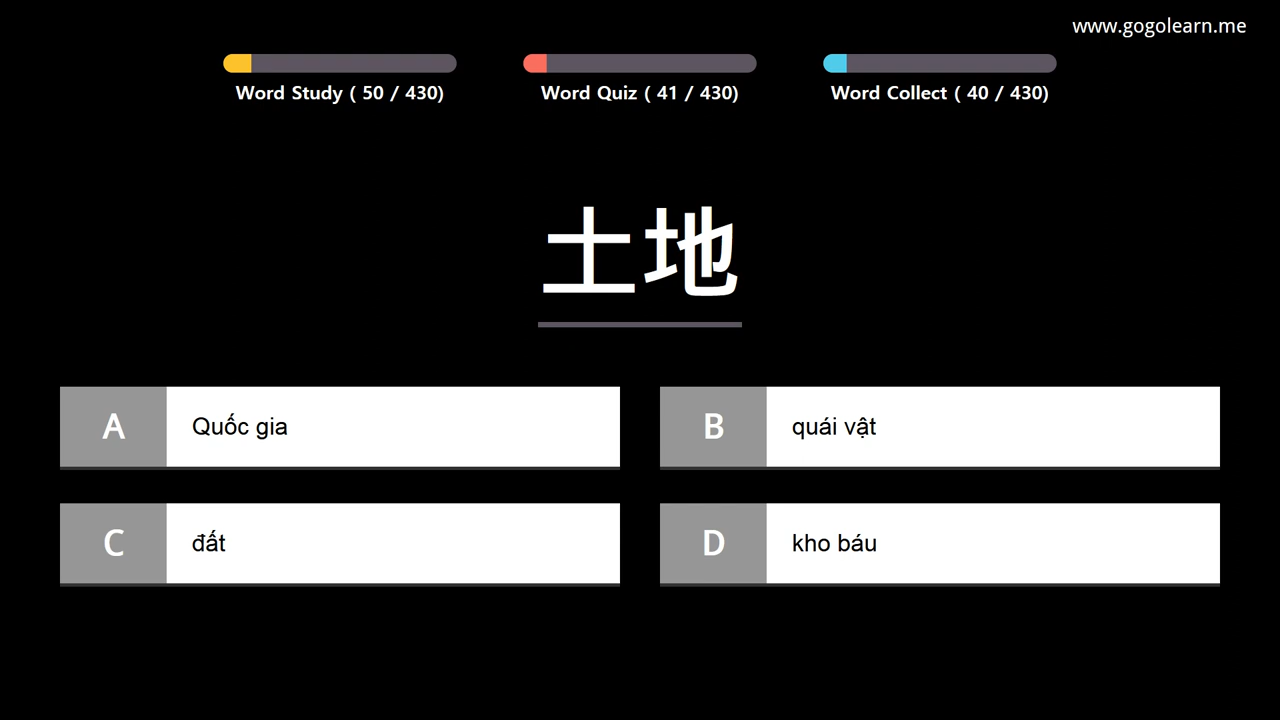 www.gogolearn.me
Word Study ( 50 / 430)
Word Quiz ( 41 / 430)
Word Collect ( 40 / 430)
土地
A Quốc gia
B quái vật
C đất
D kho báu